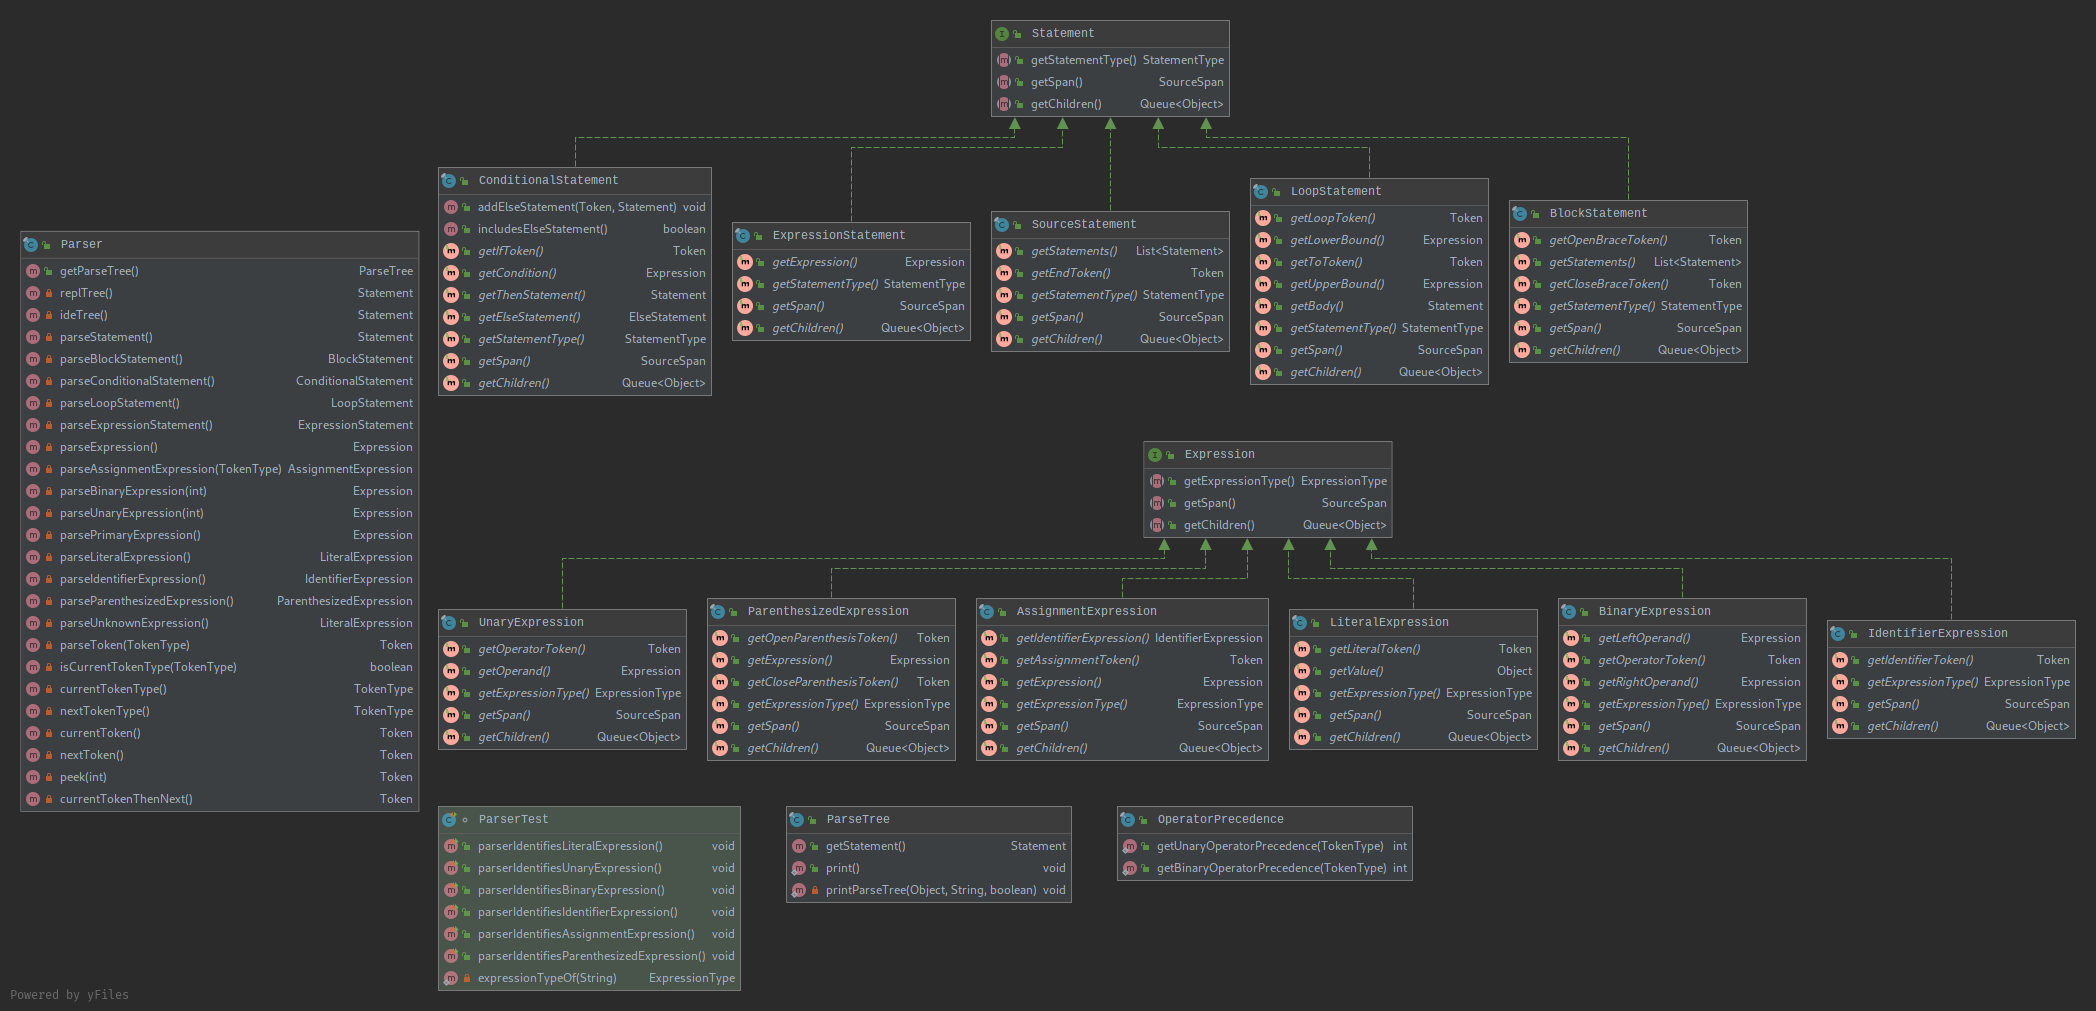 Statement
getStatementType() StatementType
getSpan() SourceSpan
getChildren() Queue<Object>
ConditionalStatement
addElseStatement(Token, Statement) void
includesElseStatement() boolean
getIfToken() Token
getCondition() Expression
getThenStatement() Statement
getElseStatement() ElseStatement
getStatementType() StatementType
getSpan() SourceSpan
getChildren() Queue<Object>
ExpressionStatement
getExpression() Expression
getStatementType() StatementType
getSpan() SourceSpan
getChildren() Queue<Object>
SourceStatement
getStatements() List<Statement>
getEndToken() Token
getStatementType() StatementType
getSpan() SourceSpan
getChildren() Queue<Object>
LoopStatement
getLoopToken() Token
getLowerBound() Expression
getToToken() Token
getUpperBound() Expression
getBody() Statement
getStatementType() StatementType
getSpan() SourceSpan
getChildren() Queue<Object>
BlockStatement
getOpenBraceToken() Token
getStatements() List<Statement>
getCloseBraceToken() Token
getStatementType() StatementType
getSpan() SourceSpan
getChildren() Queue<Object>
Parser
getParseTree() ParseTree
replTree() Statement
ideTree() Statement
parseStatement() Statement
parseBlockStatement() BlockStatement
parseConditionalStatement() ConditionalStatement
parseLoopStatement() LoopStatement
parseExpressionStatement() ExpressionStatement
parseExpression() Expression
parseAssignmentExpression(TokenType) AssignmentExpression
parseBinaryExpression(int) Expression
parseUnaryExpression(int) Expression
parsePrimaryExpression() Expression
parseLiteralExpression() LiteralExpression
parseIdentifierExpression() IdentifierExpression
parseParenthesizedExpression() ParenthesizedExpression
parseUnknownExpression() LiteralExpression
parseToken(TokenType) Token
isCurrentTokenType(TokenType) boolean
currentTokenType() TokenType
nextTokenType() TokenType
currentToken() Token
nextToken() Token
peek(int) Token
currentTokenThenNext() Token
Expression
getExpressionType() ExpressionType
getSpan() SourceSpan
getChildren() Queue<Object>
UnaryExpression
getOperatorToken() Token
getOperand() Expression
getExpressionType() ExpressionType
getSpan() SourceSpan
getChildren() Queue<Object>
ParenthesizedExpression
getOpenParenthesisToken() Token
getExpression() Expression
getCloseParenthesisToken() Token
getExpressionType() ExpressionType
getSpan() SourceSpan
getChildren() Queue<Object>
AssignmentExpression
getIdentifierExpression() IdentifierExpression
getAssignmentToken() Token
getExpression() Expression
getExpressionType() ExpressionType
getSpan() SourceSpan
getChildren() Queue<Object>
LiteralExpression
getLiteralToken() Token
getValue() Object
getExpressionType() ExpressionType
getSpan() SourceSpan
getChildren() Queue<Object>
BinaryExpression
getLeftOperand() Expression
getOperatorToken() Token
getRightOperand() Expression
getExpressionType() ExpressionType
getSpan() SourceSpan
getChildren() Queue<Object>
IdentifierExpression
getIdentifierToken() Token
getExpressionType() ExpressionType
getSpan() SourceSpan
getChildren() Queue<Object>
ParserTest
parserIdentifiesLiteralExpression() void
parserIdentifiesUnaryExpression() void
parserIdentifiesBinaryExpression() void
parserIdentifiesIdentifierExpression() void
parserIdentifiesAssignmentExpression() void
parserIdentifiesParenthesizedExpression() void
expressionTypeOf(String) ExpressionType
ParseTree
getStatement() Statement
print() void
printParseTree(Object, String, boolean) void
OperatorPrecedence
getUnaryOperatorPrecedence(TokenType) int
getBinaryOperatorPrecedence(TokenType) int
Powered by yFiles